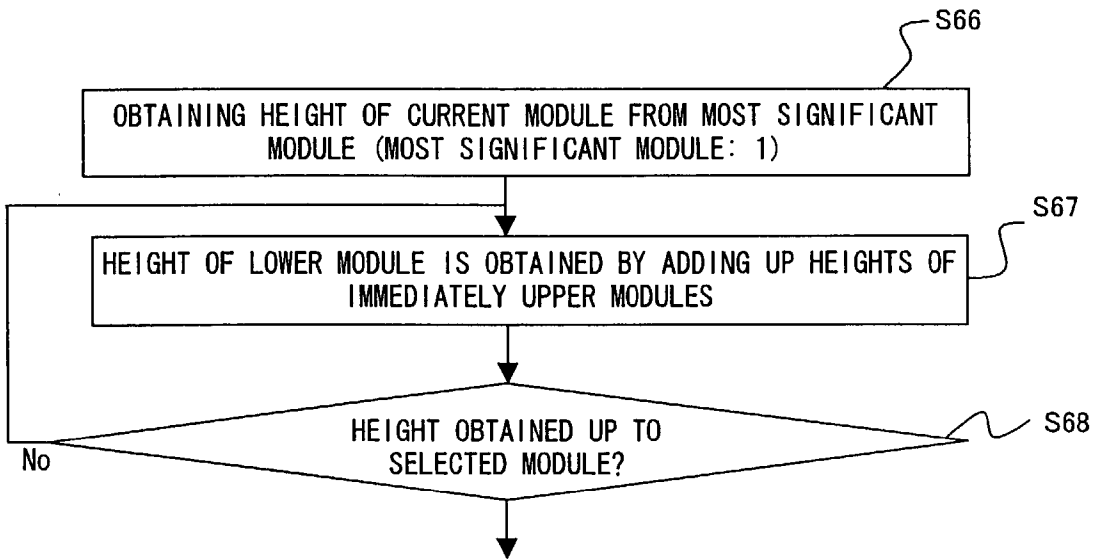 S66
OBTAINING HEIGHT OF CURRENT MODULE FROM MOST SIGNIFICANT
MODULE (MOST SIGNIFICANT MODULE: 1)
S67
HEIGHT OF LOWER MODULE IS OBTAINED BY ADDING UP HEIGHTS OF
IMMEDIATELY UPPER MODULES
HEIGHT OBTAINED UP TO
SELECTED MODULE?
S68
No